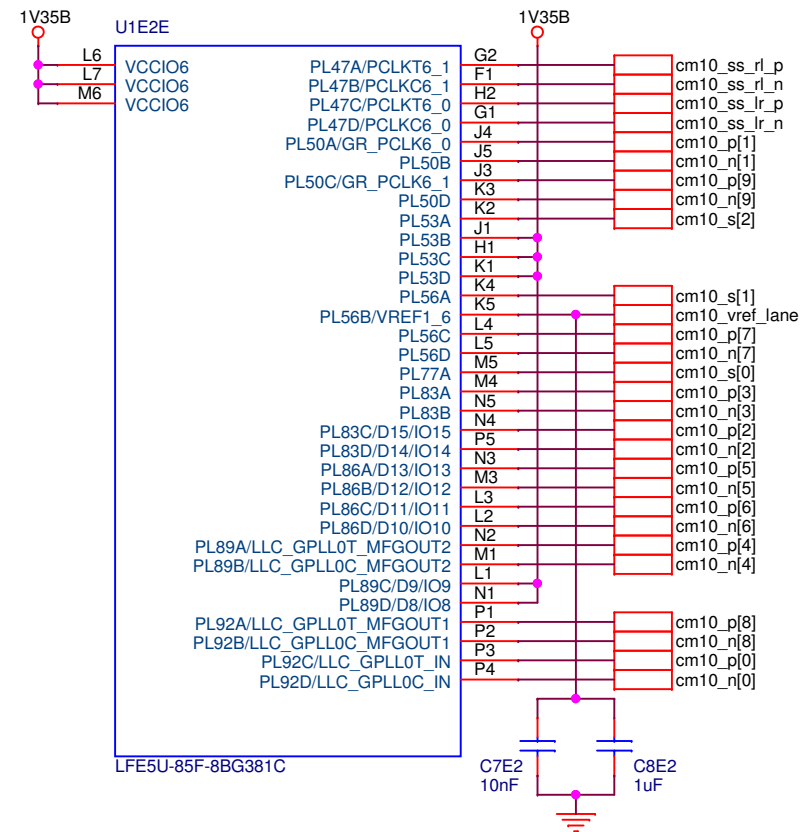 1V35B
1V35B
U1E2E
L6 VCCIO6 PL47A/PCLKT6_1 G2 cm10_ss_rl_p
L7 VCCIO6 PL47B/PCLKC6_1 F1 cm10_ss_rl_n
M6 VCCIO6 PL47C/PCLKT6_0 H2 cm10_ss_lr_p
PL47D/PCLKC6_0 G1 cm10_ss_lr_n
PL50A/GR_PCLK6_0 J4 cm10_p[1]
PL50B J5 cm10_n[1]
PL50C/GR_PCLK6_1 J3 cm10_p[9]
PL50D K3 cm10_n[9]
PL53A K2 cm10_s[2]
PL53B J1
PL53C H1
PL53D K1
PL56A K4 cm10_s[1]
PL56B/VREF1_6 K5 cm10_vref_lane
PL56C L4 cm10_p[7]
PL56D L5 cm10_n[7]
PL77A M5 cm10_s[0]
PL83A M4 cm10_p[3]
PL83B N5 cm10_n[3]
PL83C/D15/IO15 N4 cm10_p[2]
PL83D/D14/IO14 P5 cm10_n[2]
PL86A/D13/IO13 N3 cm10_p[5]
PL86B/D12/IO12 M3 cm10_n[5]
PL86C/D11/IO11 L3 cm10_p[6]
PL86D/D10/IO10 L2 cm10_n[6]
PL89A/LLC_GPLL0T_MFGOUT2 N2 cm10_p[4]
PL89B/LLC_GPLL0C_MFGOUT2 M1 cm10_n[4]
PL89C/D9/IO9 L1
PL89D/D8/IO8 N1
PL92A/LLC_GPLL0T_MFGOUT1 P1 cm10_p[8]
PL92B/LLC_GPLL0C_MFGOUT1 P2 cm10_n[8]
PL92C/LLC_GPLL0T_IN P3 cm10_p[0]
PL92D/LLC_GPLL0C_IN P4 cm10_n[0]
LFE5U-85F-8BG381C
C7E2
10nF
C8E2
1uF